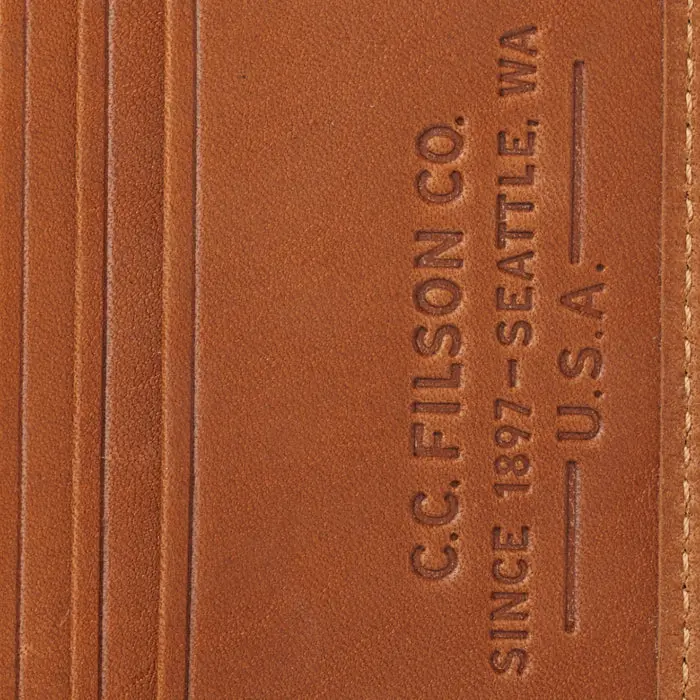 C.C. FILSON CO.
SINCE 1897–SEATTLE, WA
U.S.A.